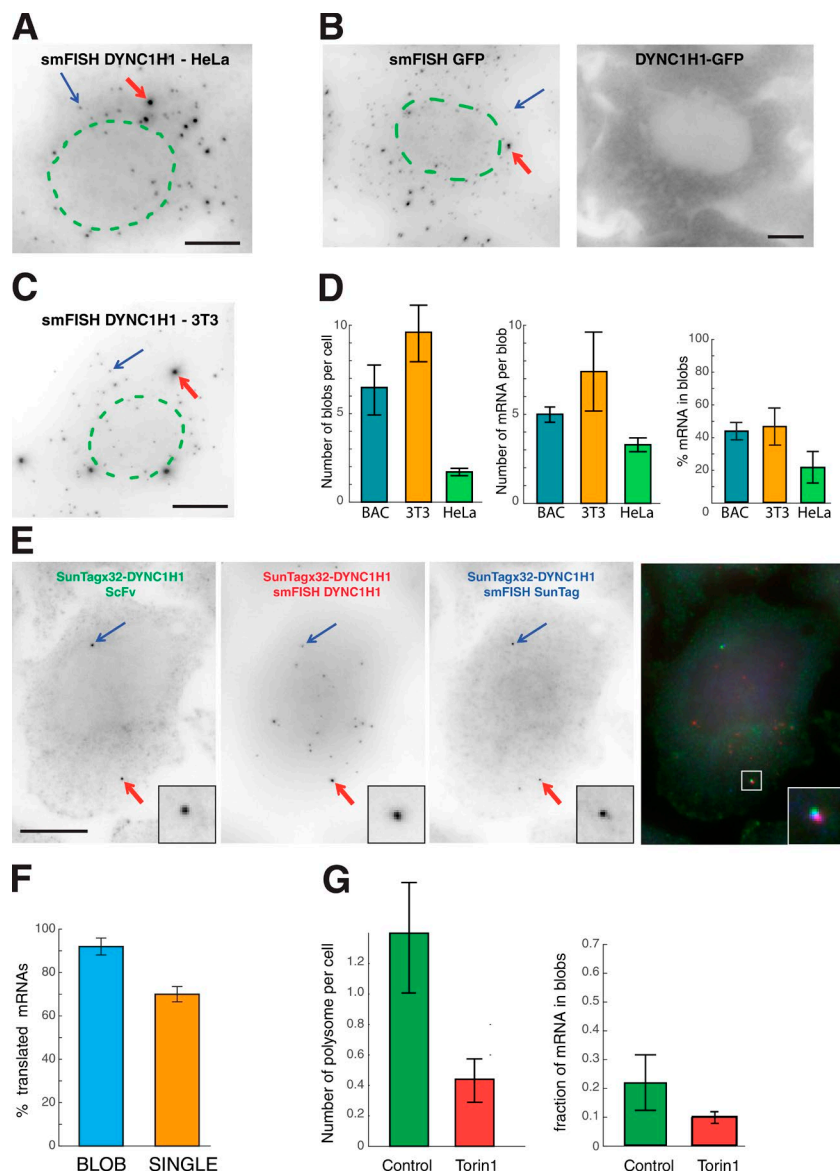 A
smFISH DYNC1H1 - HeLa
B
smFISH GFP
DYNC1H1-GFP
C
smFISH DYNC1H1 - 3T3
D
Number of blobs per cell
10
5
0
BAC 3T3 HeLa
Number of mRNA per blob
10
5
0
BAC 3T3 HeLa
% mRNA in blobs
100
80
60
40
20
0
BAC 3T3 HeLa
E
SunTagx32-DYNC1H1
ScFv
SunTagx32-DYNC1H1
smFISH DYNC1H1
SunTagx32-DYNC1H1
smFISH SunTag
F
% translated mRNAs
100
80
60
40
20
0
BLOB SINGLE
G
Number of polysome per cell
1.2
1.4
0.8
0.6
0.4
0.2
0
Control Torin1
fraction of mRNA in blobs
0.7
0.6
0.5
0.4
0.3
0.2
0.1
0
Control Torin1